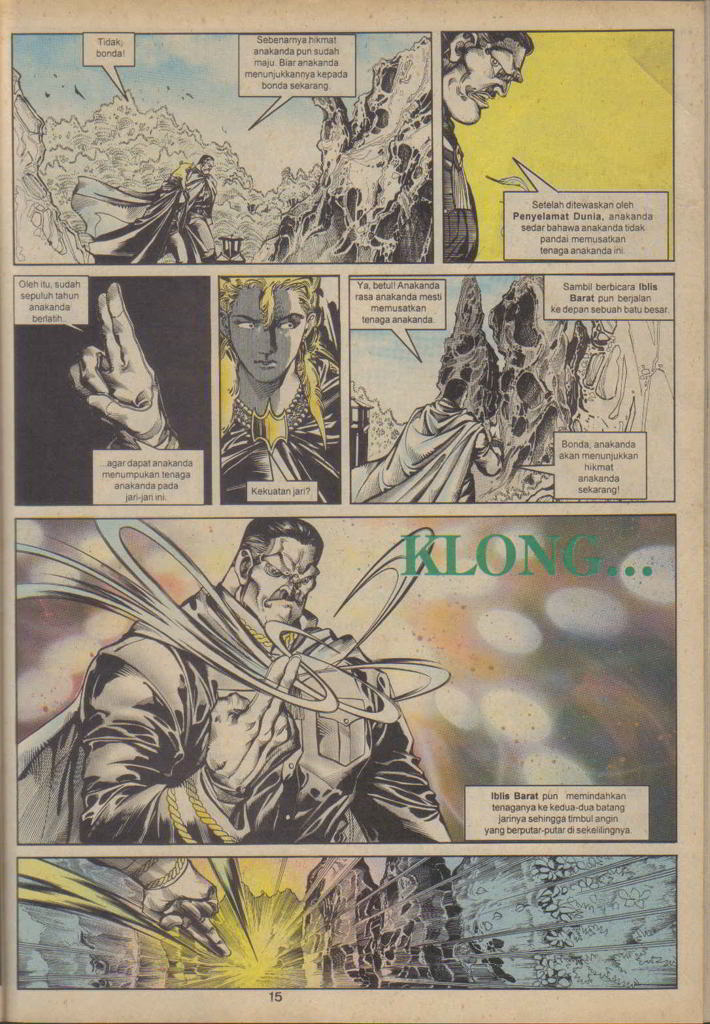 Tidak,
bonda!
Sebenarnya hikmat
anakanda pun sudah
maju. Biar anakanda
menunjukkannya kepada
bonda sekarang.
Setelah ditewaskan oleh
Penyelamat Dunia, anakanda
sedar bahawa anakanda tidak
pandai memusatkan
tenaga anakanda ini.
Oleh itu, sudah
sepuluh tahun
anakanda
berlatih..
...agar dapat anakanda
menumpukan tenaga
anakanda pada
jari-jari ini.
Kekuatan jari?
Ya, betul! Anakanda
rasa anakanda mesti
memusatkan
tenaga anakanda.
Sambil berbicara Iblis
Barat pun berjalan
ke depan sebuah batu besar.
Bonda, anakanda
akan menunjukkan
hikmat
anakanda
sekarang!
KLONG...
Iblis Barat pun memindahkan
tenaganya ke kedua-dua batang
jarinya sehingga timbul angin
yang berputar-putar di sekelilingnya.
15